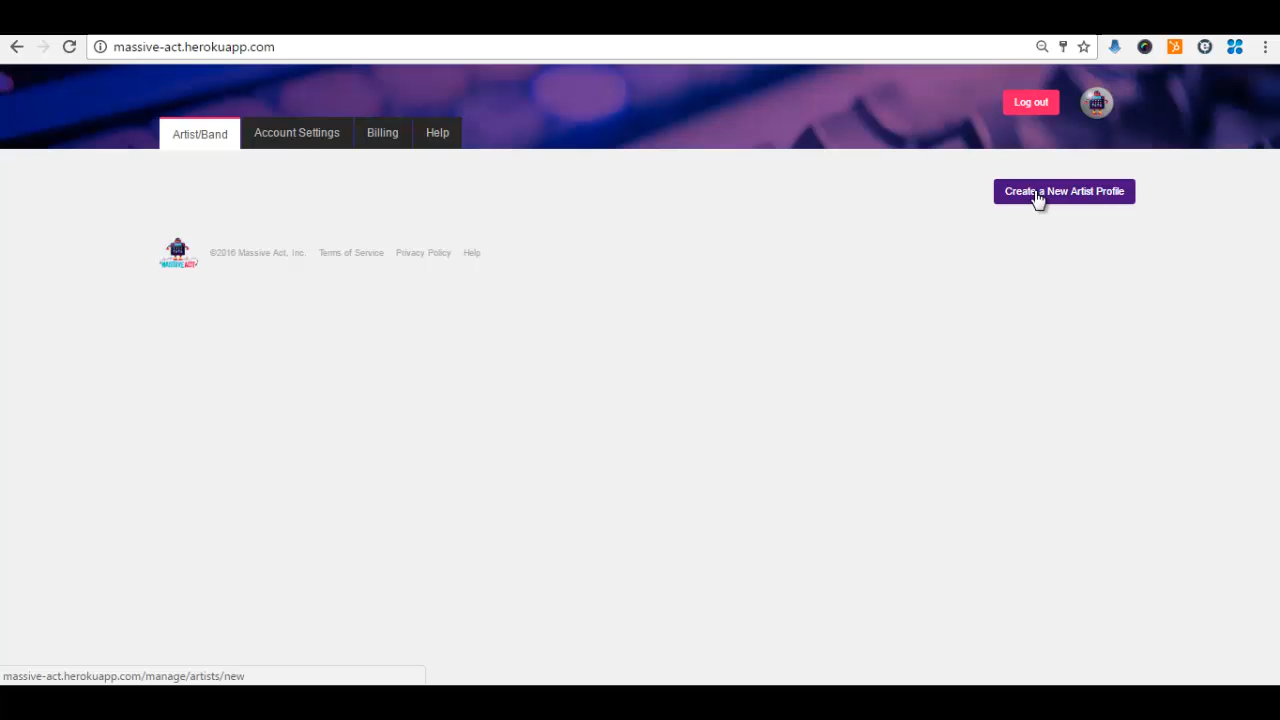 massive-act.herokuapp.com
Log out
Artist/Band
Account Settings
Billing
Help
Create a New Artist Profile
MASSIVEACT
©2016 Massive Act, Inc.
Terms of Service
Privacy Policy
Help
massive-act.herokuapp.com/manage/artists/new